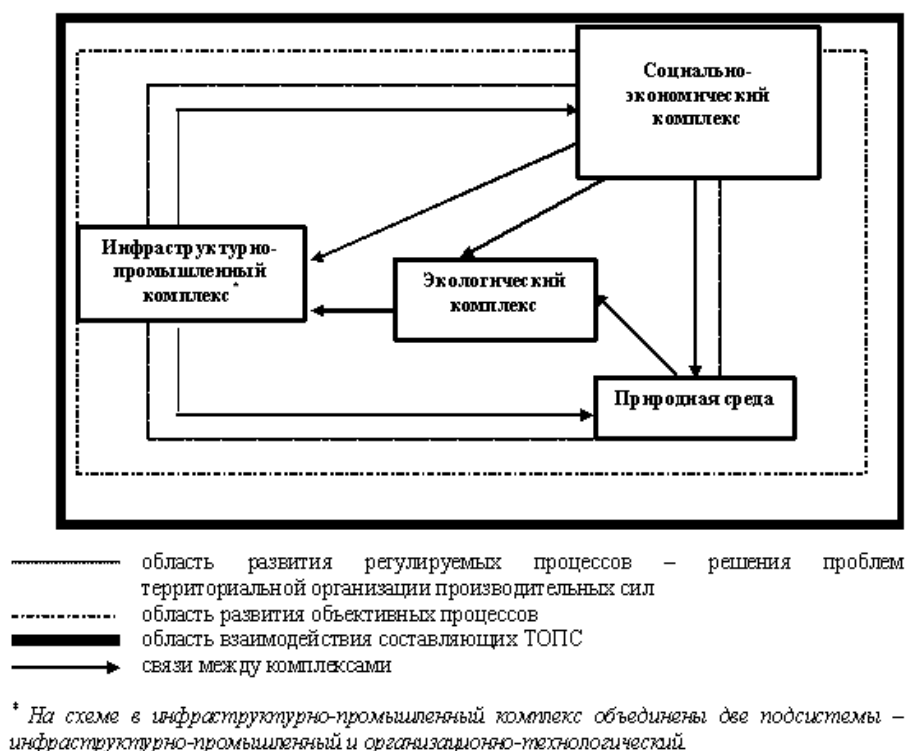 Социально-
экономический
комплекс
Инфраструктурно-
промышленный
комплекс*
Экологический
комплекс
Природная среда
область развития регулируемых процессов – решения проблем
территориальной организации производительных сил
область развития объективных процессов
область взаимодействия составляющих ТОПС
связи между комплексами
* На схеме в инфраструктурно-промышленный комплекс объединены две подсистемы –
инфраструктурно-промышленный и организационно-технологический